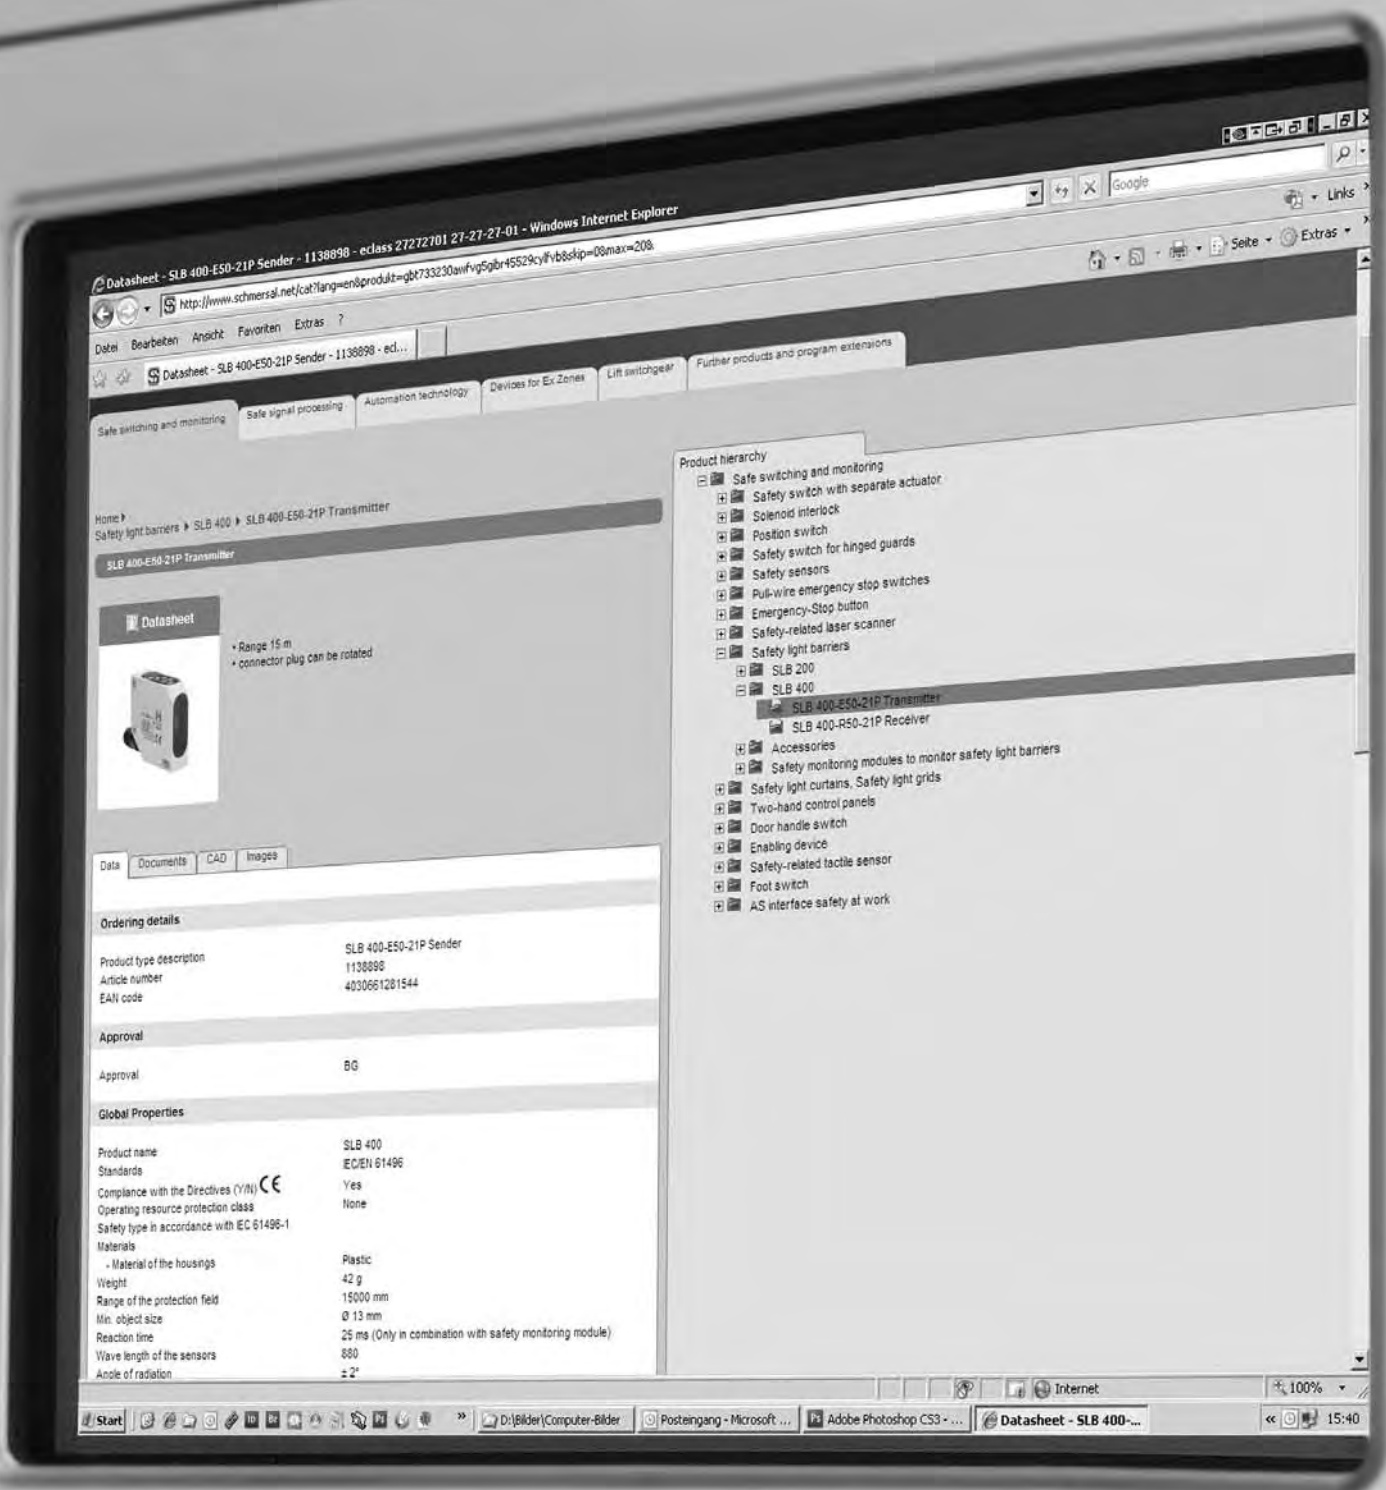 Datasheet - SLB 400-E50-21P Sender - 1138898 - eclass 27272701 27-27-27-01 - Windows Internet Explorer
http://www.schmersal.net/cat?lang=en&produkt=gbt733230awfvg5gibr45529cylfvb&skip=0&max=20&
Google
Links
Datei Bearbeiten Ansicht Favoriten Extras ?
Datasheet - SLB 400-E50-21P Sender - 1138898 - ecl...
Seite Extras
Safe switching and monitoring
Safe signal processing
Automation technology
Devices for Ex Zones
Lift switchgear
Further products and program extensions
Home
Safety light barriers SLB 400 SLB 400-E50-21P Transmitter
SLB 400-E50-21P Transmitter
Datasheet
• Range 15 m
• connector plug can be rotated
Data Documents CAD Images
Ordering details
Product type description SLB 400-E50-21P Sender
Article number 1138898
EAN code 4030661281544
Approval
Approval BG
Global Properties
Product name SLB 400
Standards IEC/EN 61496
Compliance with the Directives (Y/N) CE Yes
Operating resource protection class None
Safety type in accordance with IEC 61496-1
Materials
- Material of the housings Plastic
Weight 42 g
Range of the protection field 15000 mm
Min. object size Ø 13 mm
Reaction time 25 ms (Only in combination with safety monitoring module)
Wave length of the sensors 880
Angle of radiation ± 2°
Product hierarchy
Safe switching and monitoring
Safety switch with separate actuator
Solenoid interlock
Position switch
Safety switch for hinged guards
Safety sensors
Pull-wire emergency stop switches
Emergency-Stop button
Safety-related laser scanner
Safety light barriers
SLB 200
SLB 400
SLB 400-E50-21P Transmitter
SLB 400-R50-21P Receiver
Accessories
Safety monitoring modules to monitor safety light barriers
Safety light curtains, Safety light grids
Two-hand control panels
Door handle switch
Enabling device
Safety-related tactile sensor
Foot switch
AS interface safety at work
Internet 100%
Start
D:\Bilder\Computer-Bilder
Posteingang - Microsoft ...
Adobe Photoshop CS3 - ...
Datasheet - SLB 400-...
15:40